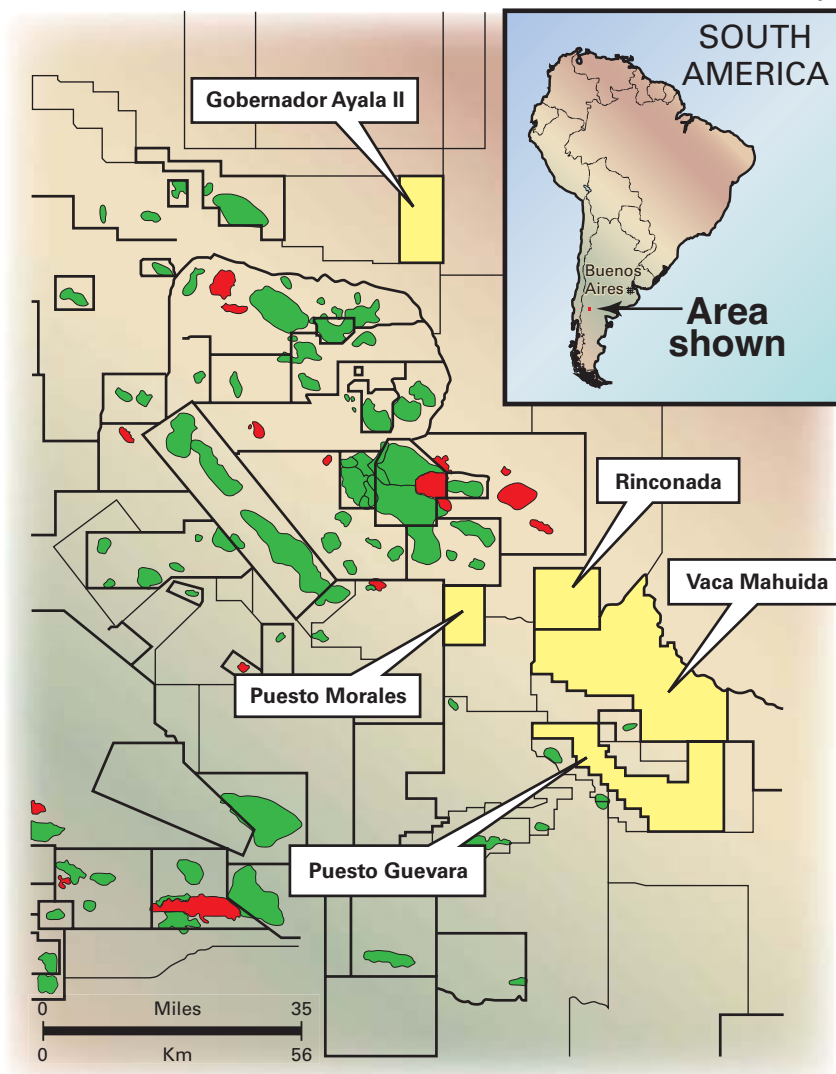 SOUTH
AMERICA
Gobernador Ayala II
Buenos
Aires
Area
shown
Rinconada
Vaca Mahuida
Puesto Morales
Puesto Guevara
0 Miles 35
0 Km 56